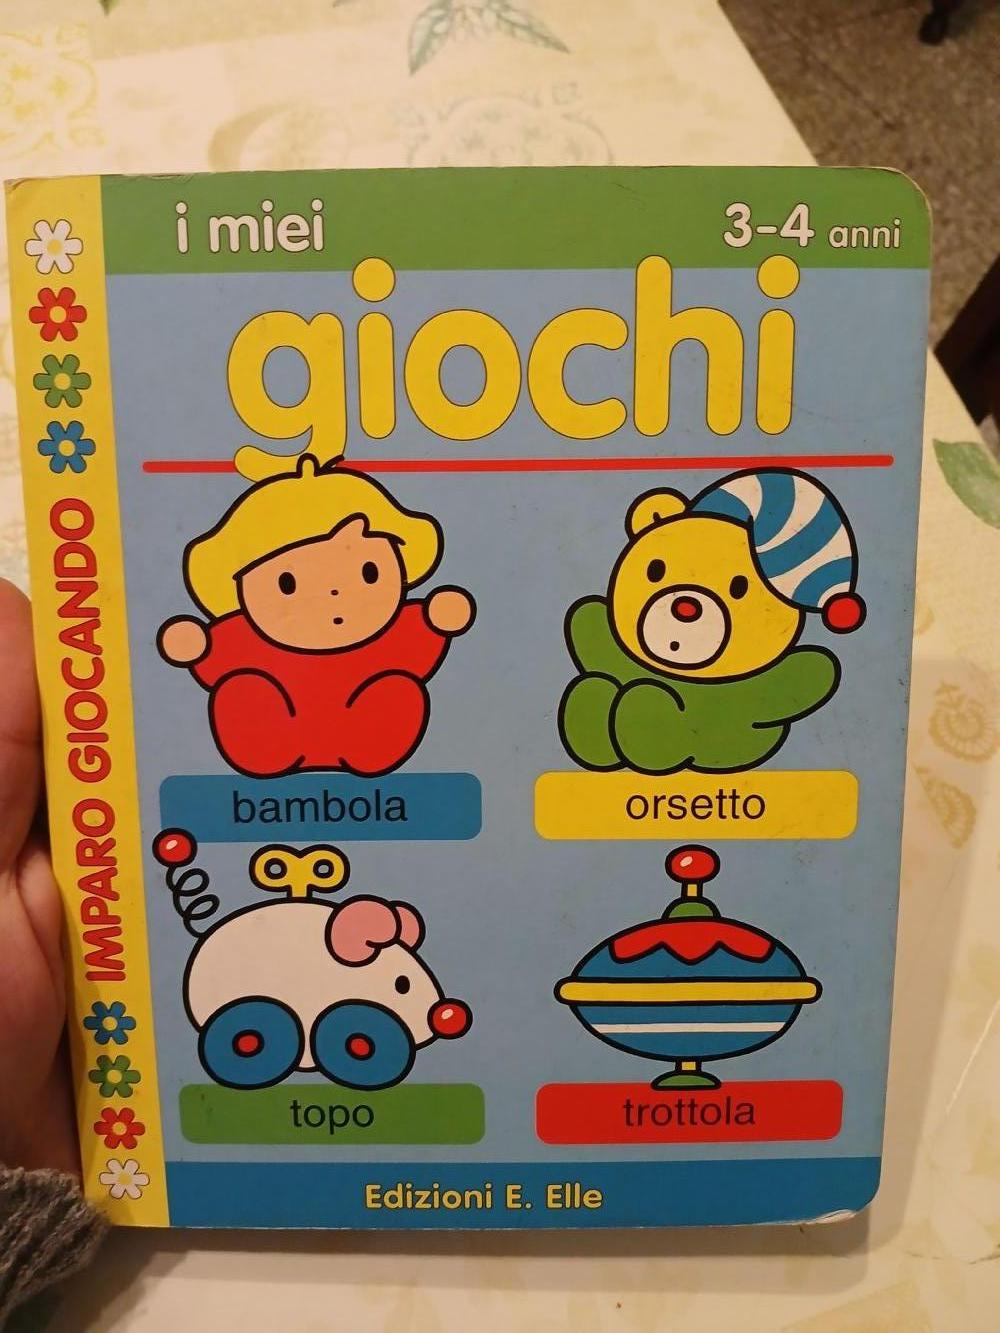 i miei
3-4 anni
giochi
IMPARO GIOCANDO
bambola
orsetto
topo
trottola
Edizioni E. Elle